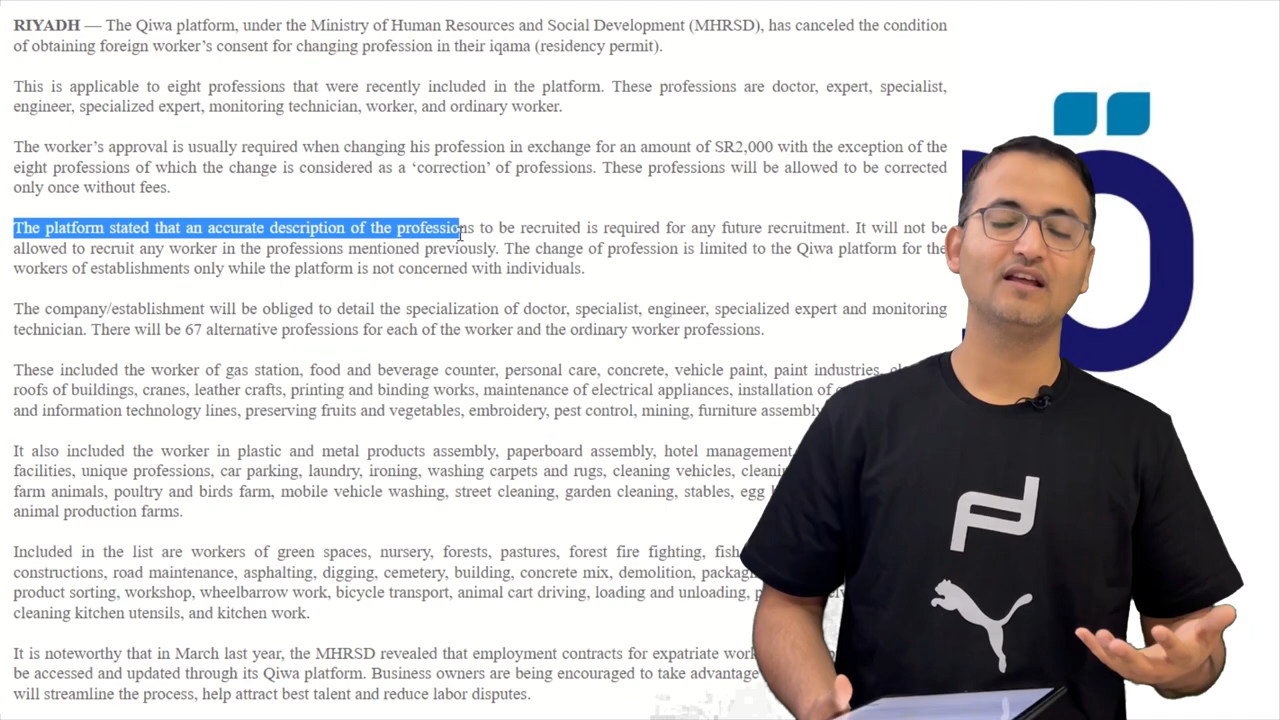 RIYADH — The Qiwa platform, under the Ministry of Human Resources and Social Development (MHRSD), has canceled the condition
of obtaining foreign worker’s consent for changing profession in their iqama (residency permit).
This is applicable to eight professions that were recently included in the platform. These professions are doctor, expert, specialist,
engineer, specialized expert, monitoring technician, worker, and ordinary worker.
The worker’s approval is usually required when changing his profession in exchange for an amount of SR2,000 with the exception of the
eight professions of which the change is considered as a ‘correction’ of professions. These professions will be allowed to be corrected
only once without fees.
The platform stated that an accurate description of the professions to be recruited is required for any future recruitment. It will not be
allowed to recruit any worker in the professions mentioned previously. The change of profession is limited to the Qiwa platform for the
workers of establishments only while the platform is not concerned with individuals.
The company/establishment will be obliged to detail the specialization of doctor, specialist, engineer, specialized expert and monitoring
technician. There will be 67 alternative professions for each of the worker and the ordinary worker professions.
These included the worker of gas station, food and beverage counter, personal care, concrete, vehicle paint, paint industries,
roofs of buildings, cranes, leather crafts, printing and binding works, maintenance of electrical appliances, installation of
and information technology lines, preserving fruits and vegetables, embroidery, pest control, mining, furniture assembly
It also included the worker in plastic and metal products assembly, paperboard assembly, hotel management,
facilities, unique professions, car parking, laundry, ironing, washing carpets and rugs, cleaning vehicles,
farm animals, poultry and birds farm, mobile vehicle washing, street cleaning, garden cleaning, stables, egg
animal production farms.
Included in the list are workers of green spaces, nursery, forests, pastures, forest fire fighting,
constructions, road maintenance, asphalting, digging, cemetery, building, concrete mix, demolition,
product sorting, workshop, wheelbarrow work, bicycle transport, animal cart driving, loading and unloading,
cleaning kitchen utensils, and kitchen work.
It is noteworthy that in March last year, the MHRSD revealed that employment contracts for expatriate
be accessed and updated through its Qiwa platform. Business owners are being encouraged to take advantage
will streamline the process, help attract best talent and reduce labor disputes.